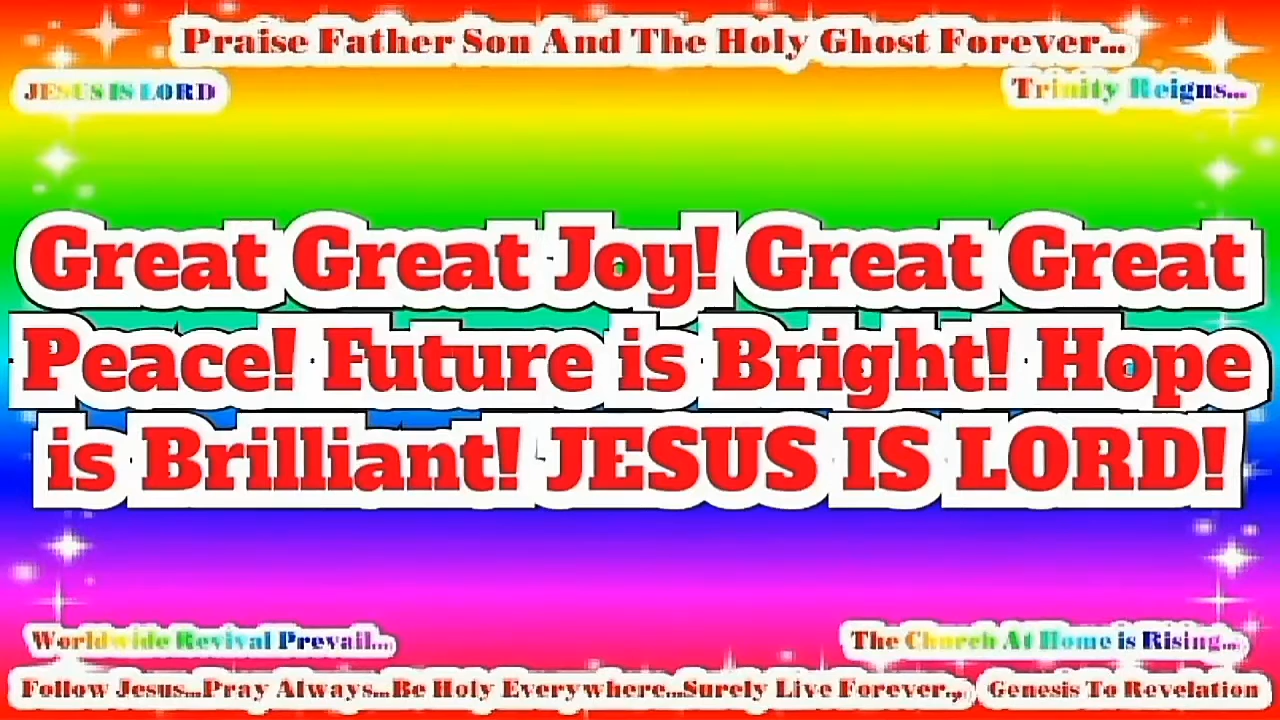 Praise Father Son And The Holy Ghost Forever...
JESUS IS LORD
Trinity Reigns...
Great Great Joy! Great Great
Peace! Future is Bright! Hope
is Brilliant! JESUS IS LORD!
Worldwide Revival Prevail...
The Church At Home is Rising...
Follow Jesus...Pray Always...Be Holy Everywhere...Surely Live Forever..,
Genesis To Revelation